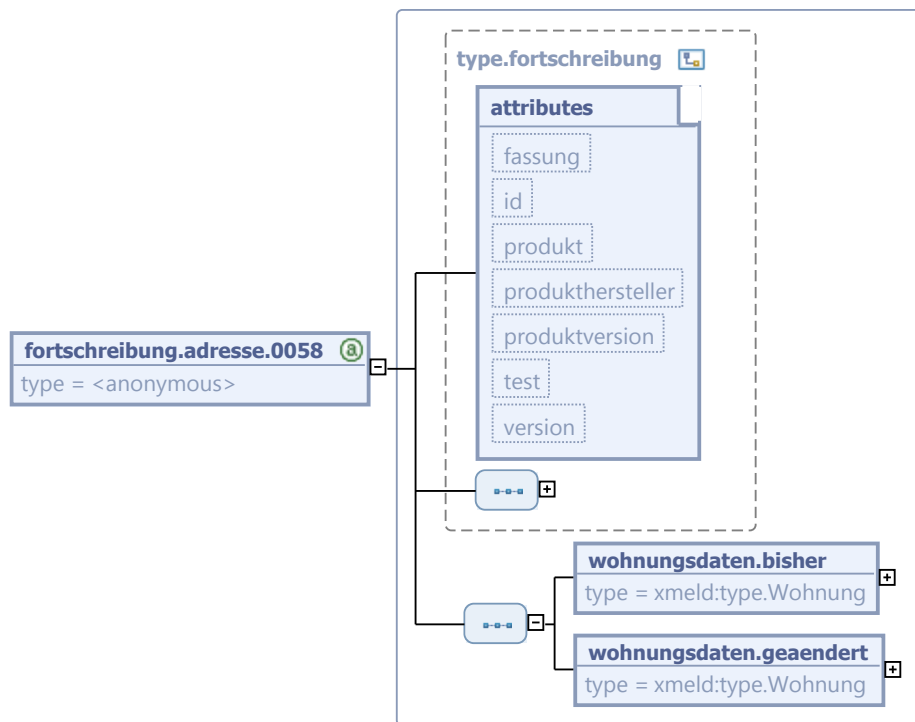 type.fortschreibung
attributes
fassung
id
produkt
produkthersteller
produktversion
test
version
fortschreibung.adresse.0058 a
type = <anonymous>
wohnungsdaten.bisher
type = xmeld:type.Wohnung
wohnungsdaten.geaendert
type = xmeld:type.Wohnung